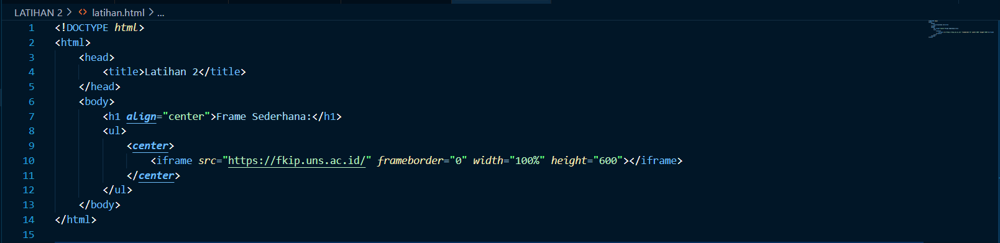 LATIHAN 2 > <> latihan.html > ...
1 <!DOCTYPE html>
2 <html>
3 <head>
4 <title>Latihan 2</title>
5 </head>
6 <body>
7 <h1 align="center">Frame Sederhana:</h1>
8 <ul>
9 <center>
10 <iframe src="https://fkip.uns.ac.id/" frameborder="0" width="100%" height="600"></iframe>
11 </center>
12 </ul>
13 </body>
14 </html>
15